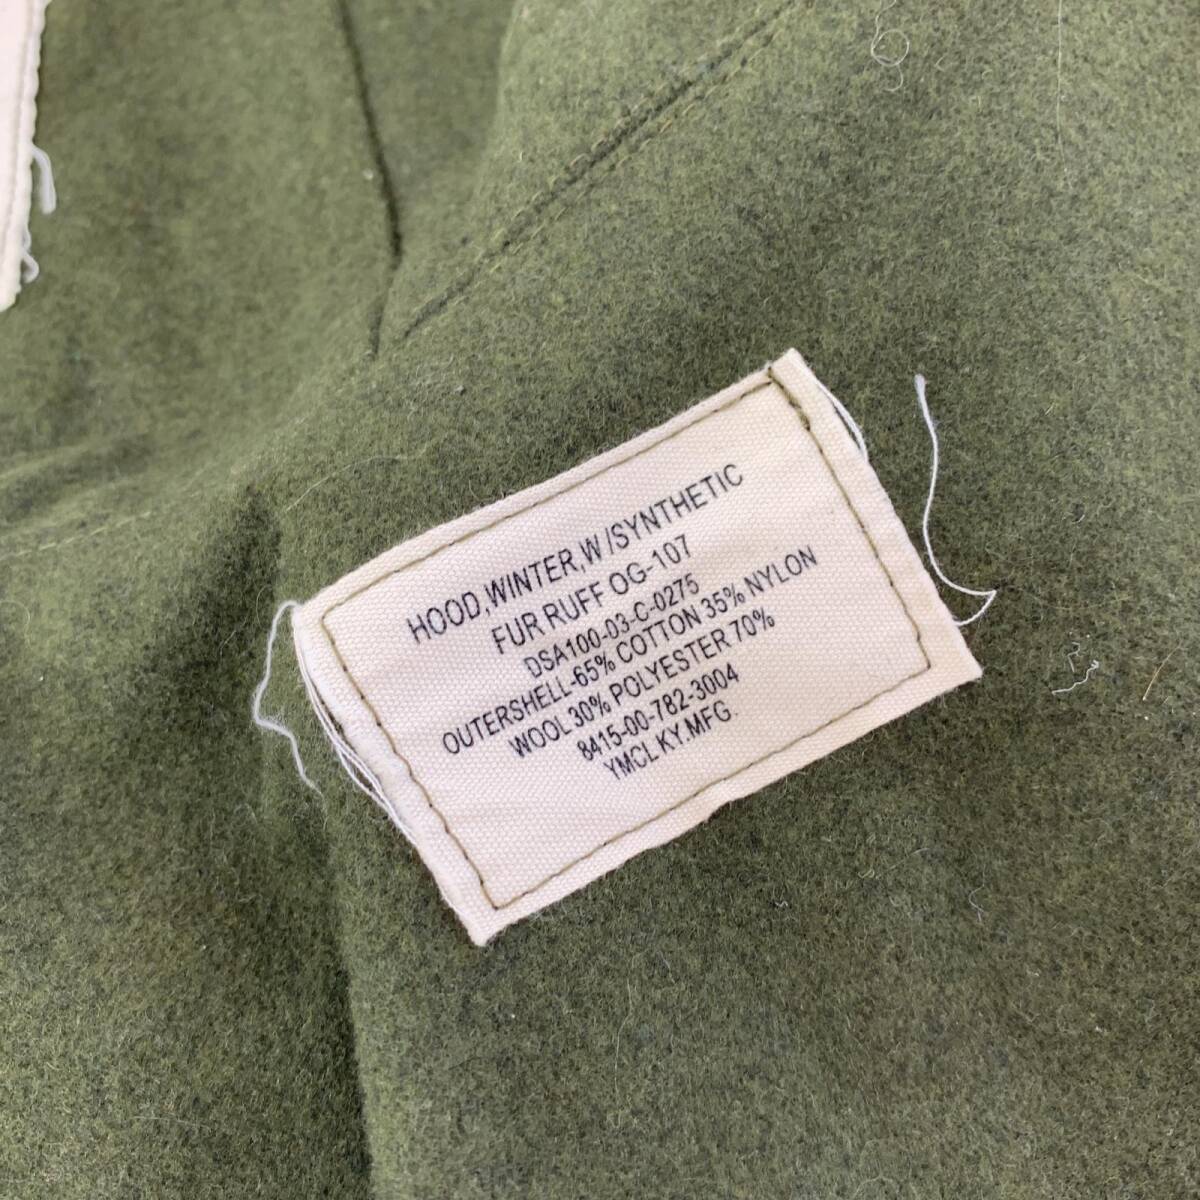 HOOD,WINTER,W/SYNTHETIC
FUR RUFF OG-107
DSA100-03-C-0275
OUTERSHELL-65% COTTON 35% NYLON
WOOL 30% POLYESTER 70%
8415-00-782-3004
YMCL KY.MFG.